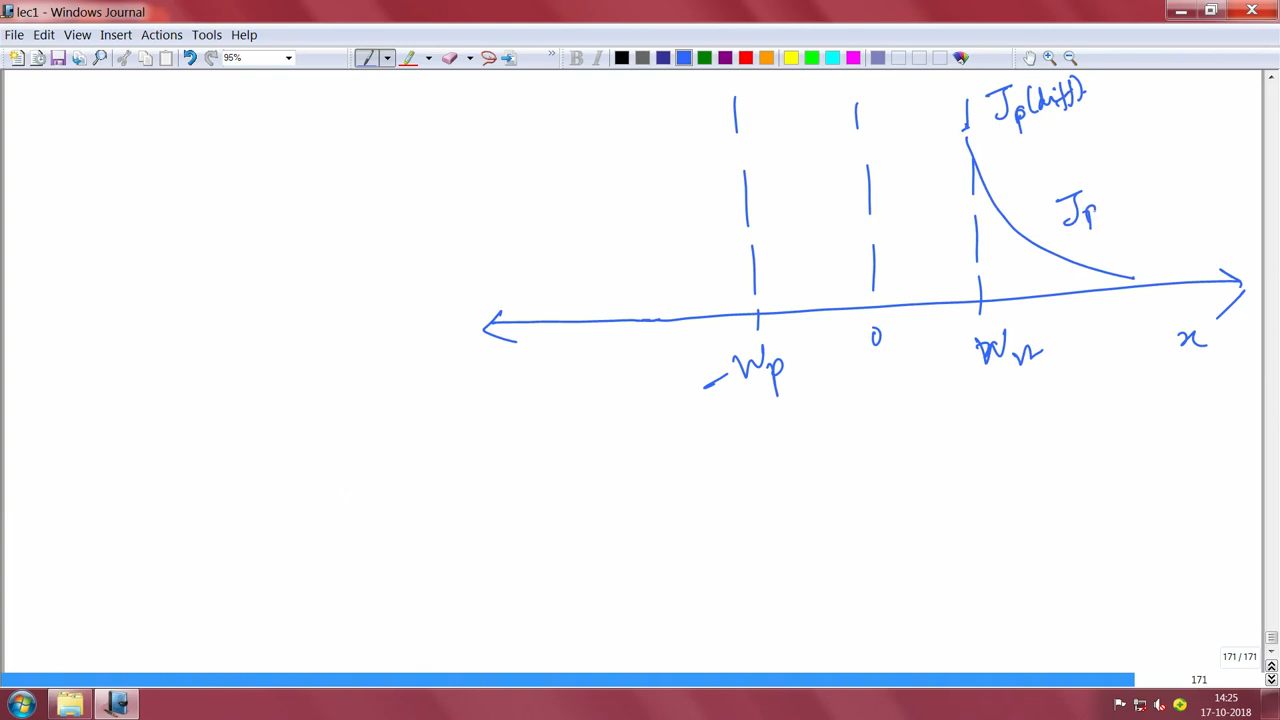 lec1 - Windows Journal
File Edit View Insert Actions Tools Help
95%
B I
Jp(diff)
Jp
-Wp
0
Wn
x
171 / 171
171
14:25
17-10-2018